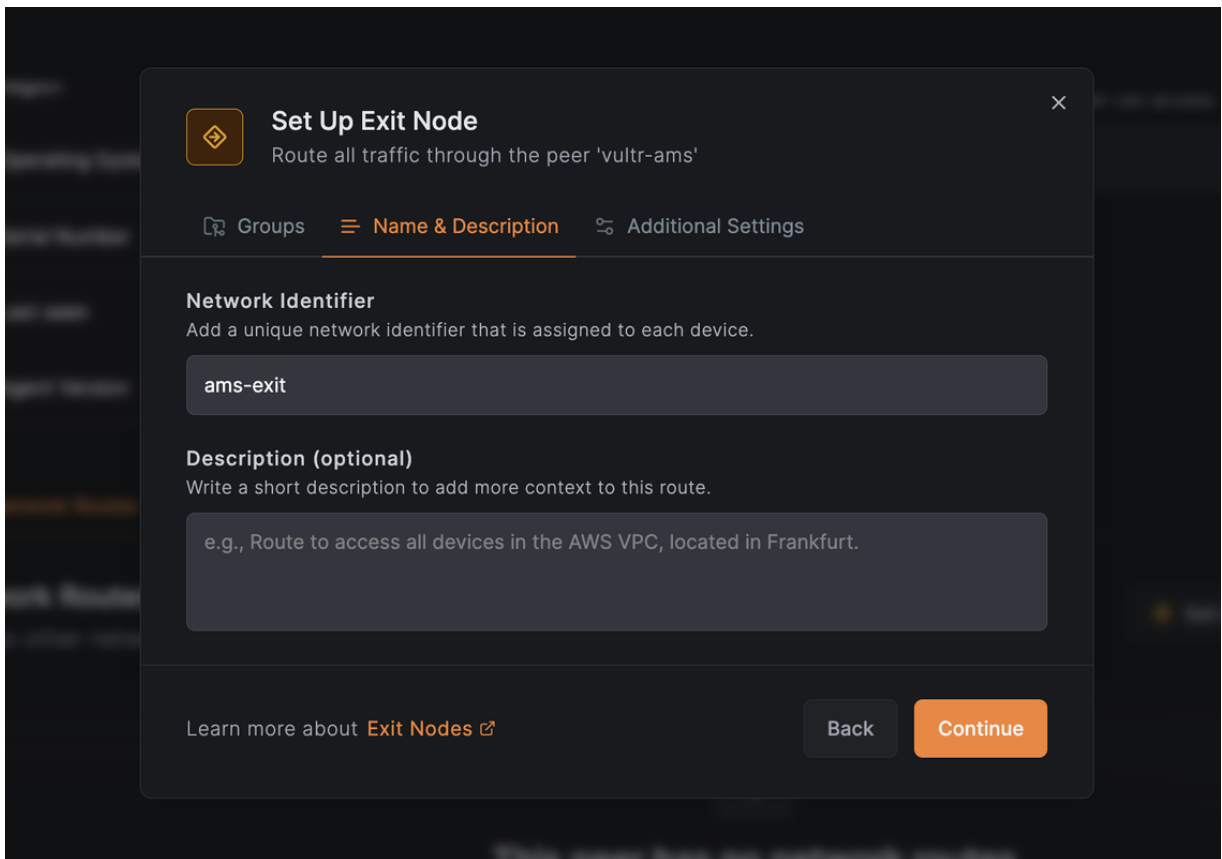 Set Up Exit Node
Route all traffic through the peer 'vultr-ams'
Groups
Name & Description
Additional Settings
Network Identifier
Add a unique network identifier that is assigned to each device.
ams-exit
Description (optional)
Write a short description to add more context to this route.
e.g., Route to access all devices in the AWS VPC, located in Frankfurt.
Learn more about Exit Nodes
Back
Continue